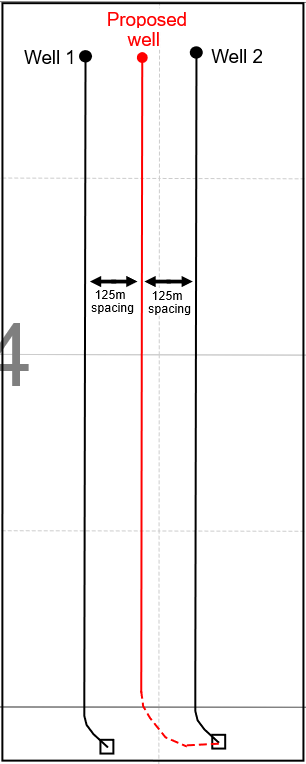 Proposed
well
Well 1
Well 2
125m
spacing
125m
spacing
4